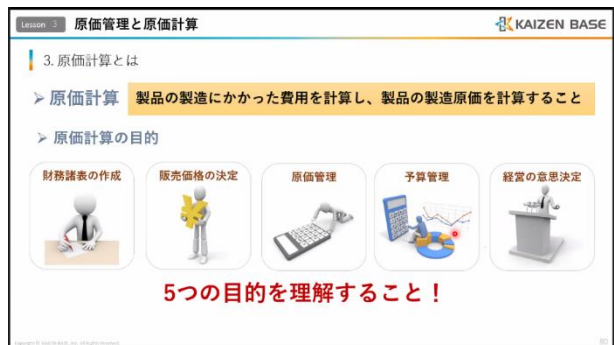 Lesson 3 原価管理と原価計算
KAIZEN BASE
3. 原価計算とは
➢ 原価計算 製品の製造にかかった費用を計算し、製品の製造原価を計算すること
➢ 原価計算の目的
財務諸表の作成 販売価格の決定 原価管理 予算管理 経営の意思決定
5つの目的を理解すること！